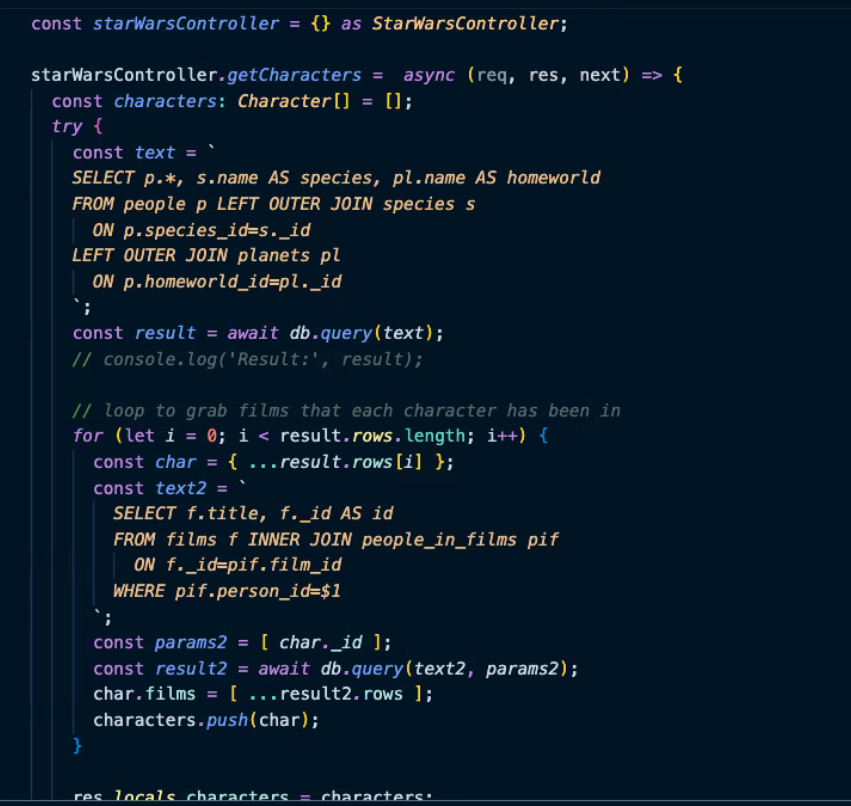 const starWarsController = {} as StarWarsController;
starWarsController.getCharacters =  async (req, res, next) => {
const characters: Character[] = [];
try {
const text = `
SELECT p.*, s.name AS species, pl.name AS homeworld
FROM people p LEFT OUTER JOIN species s
ON p.species_id=s._id
LEFT OUTER JOIN planets pl
ON p.homeworld_id=pl._id
`;
const result = await db.query(text);
// console.log('Result:', result);
// loop to grab films that each character has been in
for (let i = 0; i < result.rows.length; i++) {
const char = { ...result.rows[i] };
const text2 = `
SELECT f.title, f._id AS id
FROM films f INNER JOIN people_in_films pif
ON f._id=pif.film_id
WHERE pif.person_id=$1
`;
const params2 = [ char._id ];
const result2 = await db.query(text2, params2);
char.films = [ ...result2.rows ];
characters.push(char);
}
res.locals.characters = characters;